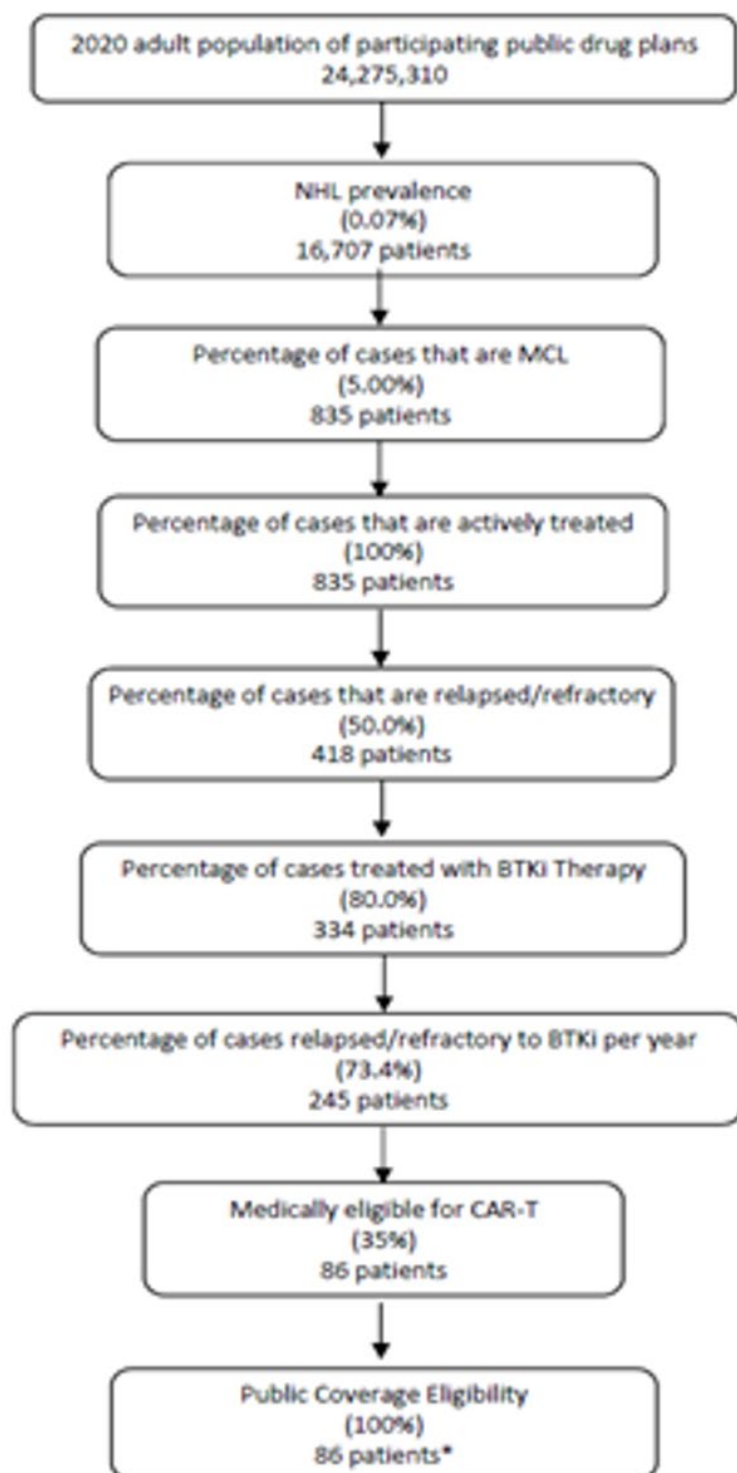 2020 adult population of participating public drug plans
24,275,310
NHL prevalence
(0.07%)
16,707 patients
Percentage of cases that are MCL
(5.00%)
835 patients
Percentage of cases that are actively treated
(100%)
835 patients
Percentage of cases that are relapsed/refractory
(50.0%)
418 patients
Percentage of cases treated with BTKi Therapy
(80.0%)
334 patients
Percentage of cases relapsed/refractory to BTKi per year
(73.4%)
245 patients
Medically eligible for CAR-T
(35%)
86 patients
Public Coverage Eligibility
(100%)
86 patients*